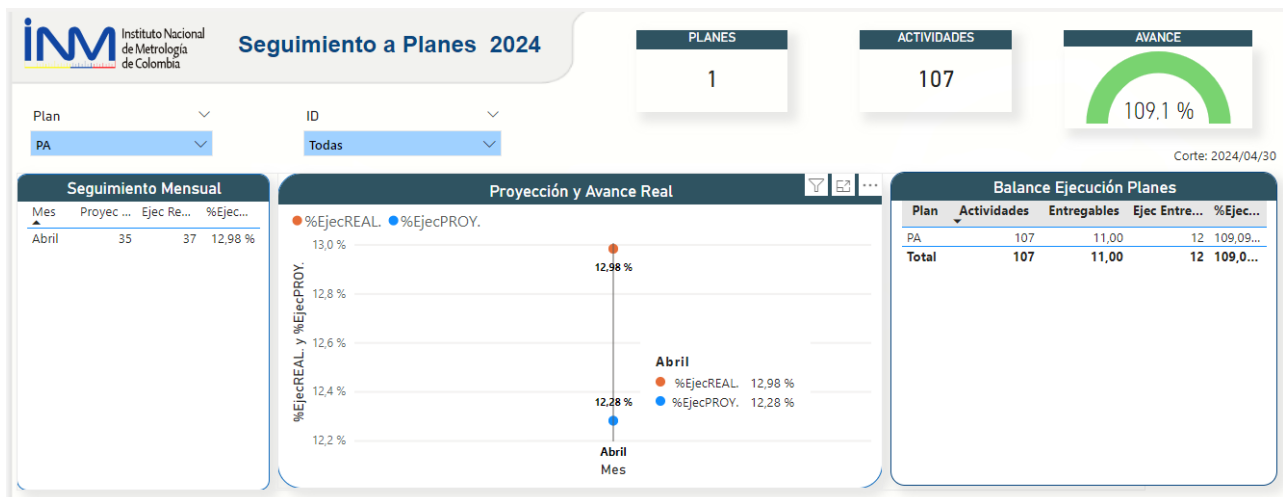 INM Instituto Nacional
de Metrología
de Colombia
Seguimiento a Planes 2024
PLANES
1
ACTIVIDADES
107
AVANCE
109,1 %
Plan
PA
ID
Todas
Corte: 2024/04/30
Seguimiento Mensual
Mes Proyec ... Ejec Re... %Ejec...
Abril 35 37 12,98 %
Proyección y Avance Real
%EjecREAL. %EjecPROY.
%EjecREAL. y %EjecPROY.
13,0 %
12,8 %
12,6 %
12,4 %
12,2 %
12,98 %
12,28 %
Abril
%EjecREAL. 12,98 %
%EjecPROY. 12,28 %
Abril
Mes
Balance Ejecución Planes
Plan Actividades Entregables Ejec Entre... %Ejec...
PA 107 11,00 12 109,09...
Total 107 11,00 12 109,0...